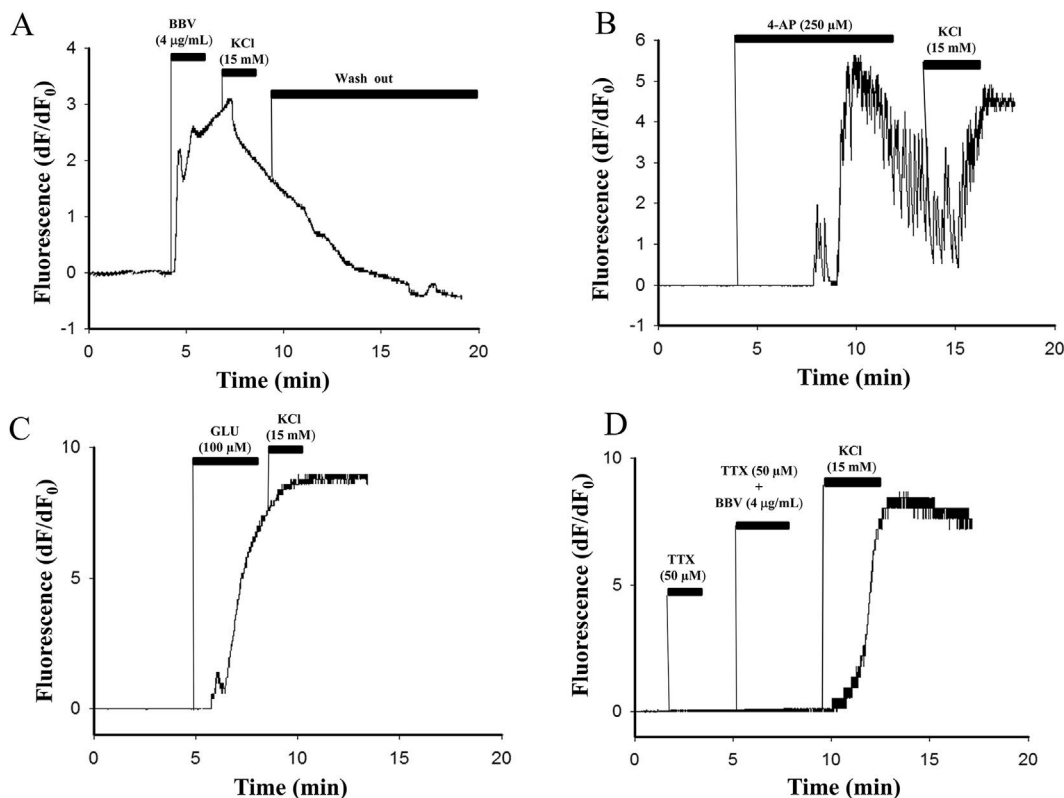 A
BBV
(4 µg/mL)
KCl
(15 mM)
Wash out
4
3
2
1
0
-1
0
5
10
15
20
Fluorescence (dF/dF0)
Time (min)
B
4-AP (250 µM)
KCl
(15 mM)
6
5
4
3
2
1
0
-1
0
5
10
15
20
Fluorescence (dF/dF0)
Time (min)
C
GLU
(100 µM)
KCl
(15 mM)
10
5
0
0
5
10
15
20
Fluorescence (dF/dF0)
Time (min)
D
TTX
(50 µM)
TTX (50 µM)
+
BBV (4 µg/mL)
KCl
(15 mM)
10
5
0
0
5
10
15
20
Fluorescence (dF/dF0)
Time (min)